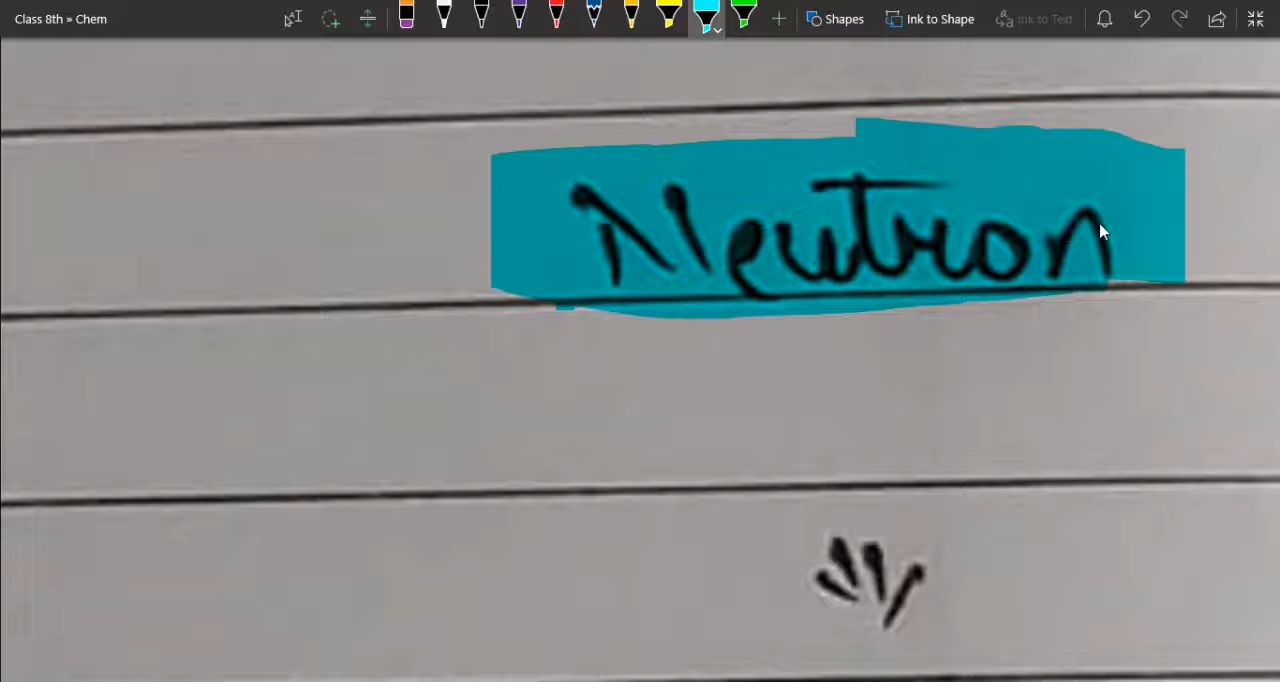 Class 8th » Chem
Shapes
Ink to Shape
Ink to Text
Neutron